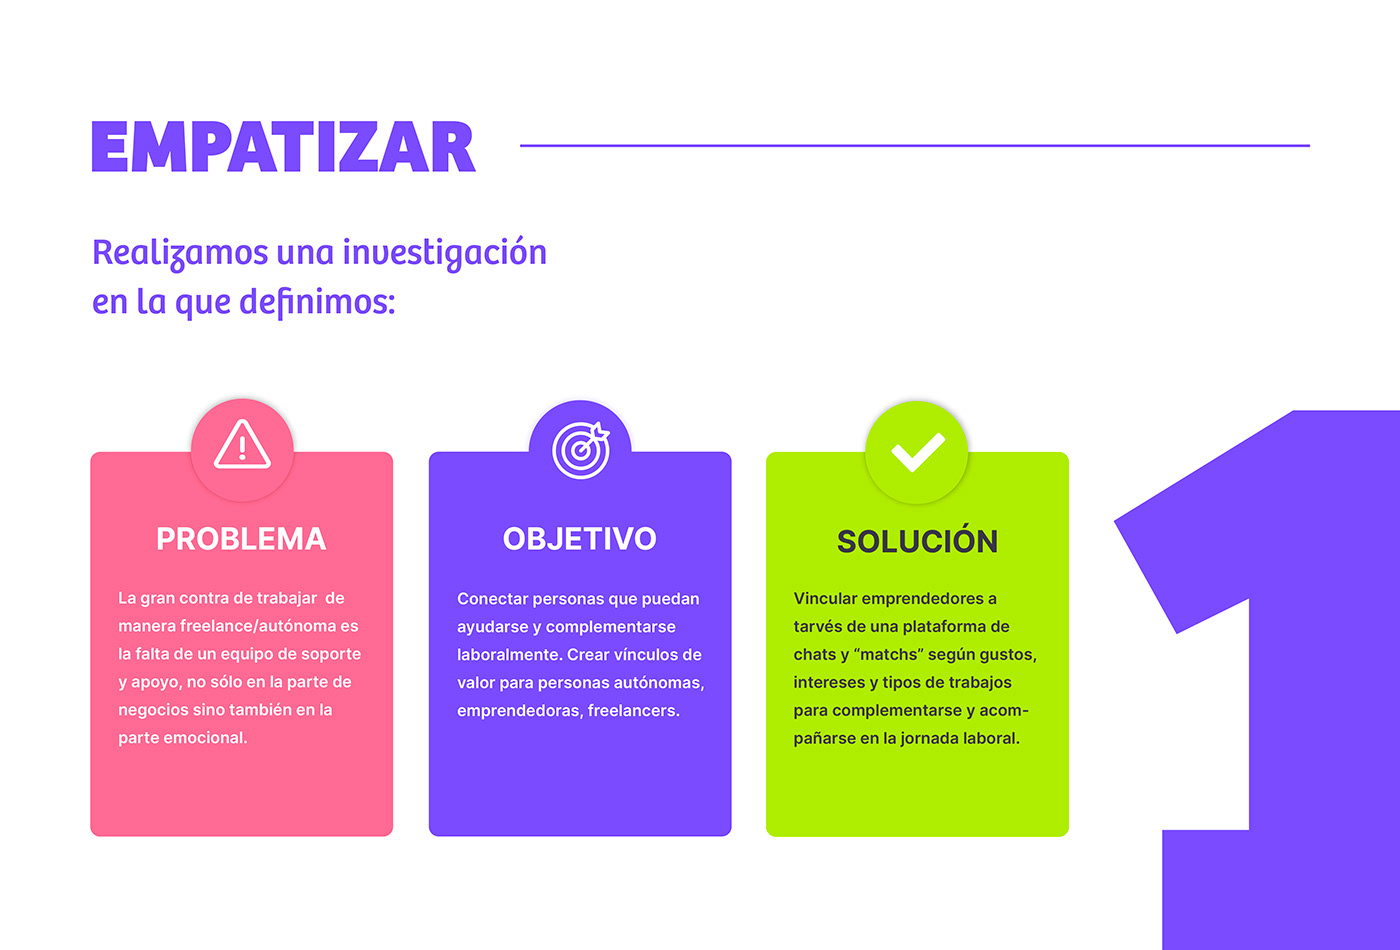 EMPATIZAR
Realizamos una investigación
en la que definimos:
PROBLEMA
La gran contra de trabajar  de
manera freelance/autónoma es
la falta de un equipo de soporte
y apoyo, no sólo en la parte de
negocios sino también en la
parte emocional.
OBJETIVO
Conectar personas que puedan
ayudarse y complementarse
laboralmente. Crear vínculos de
valor para personas autónomas,
emprendedoras, freelancers.
SOLUCIÓN
Vincular emprendedores a
tarvés de una plataforma de
chats y “matchs” según gustos,
intereses y tipos de trabajos
para complementarse y acom-
pañarse en la jornada laboral.
1